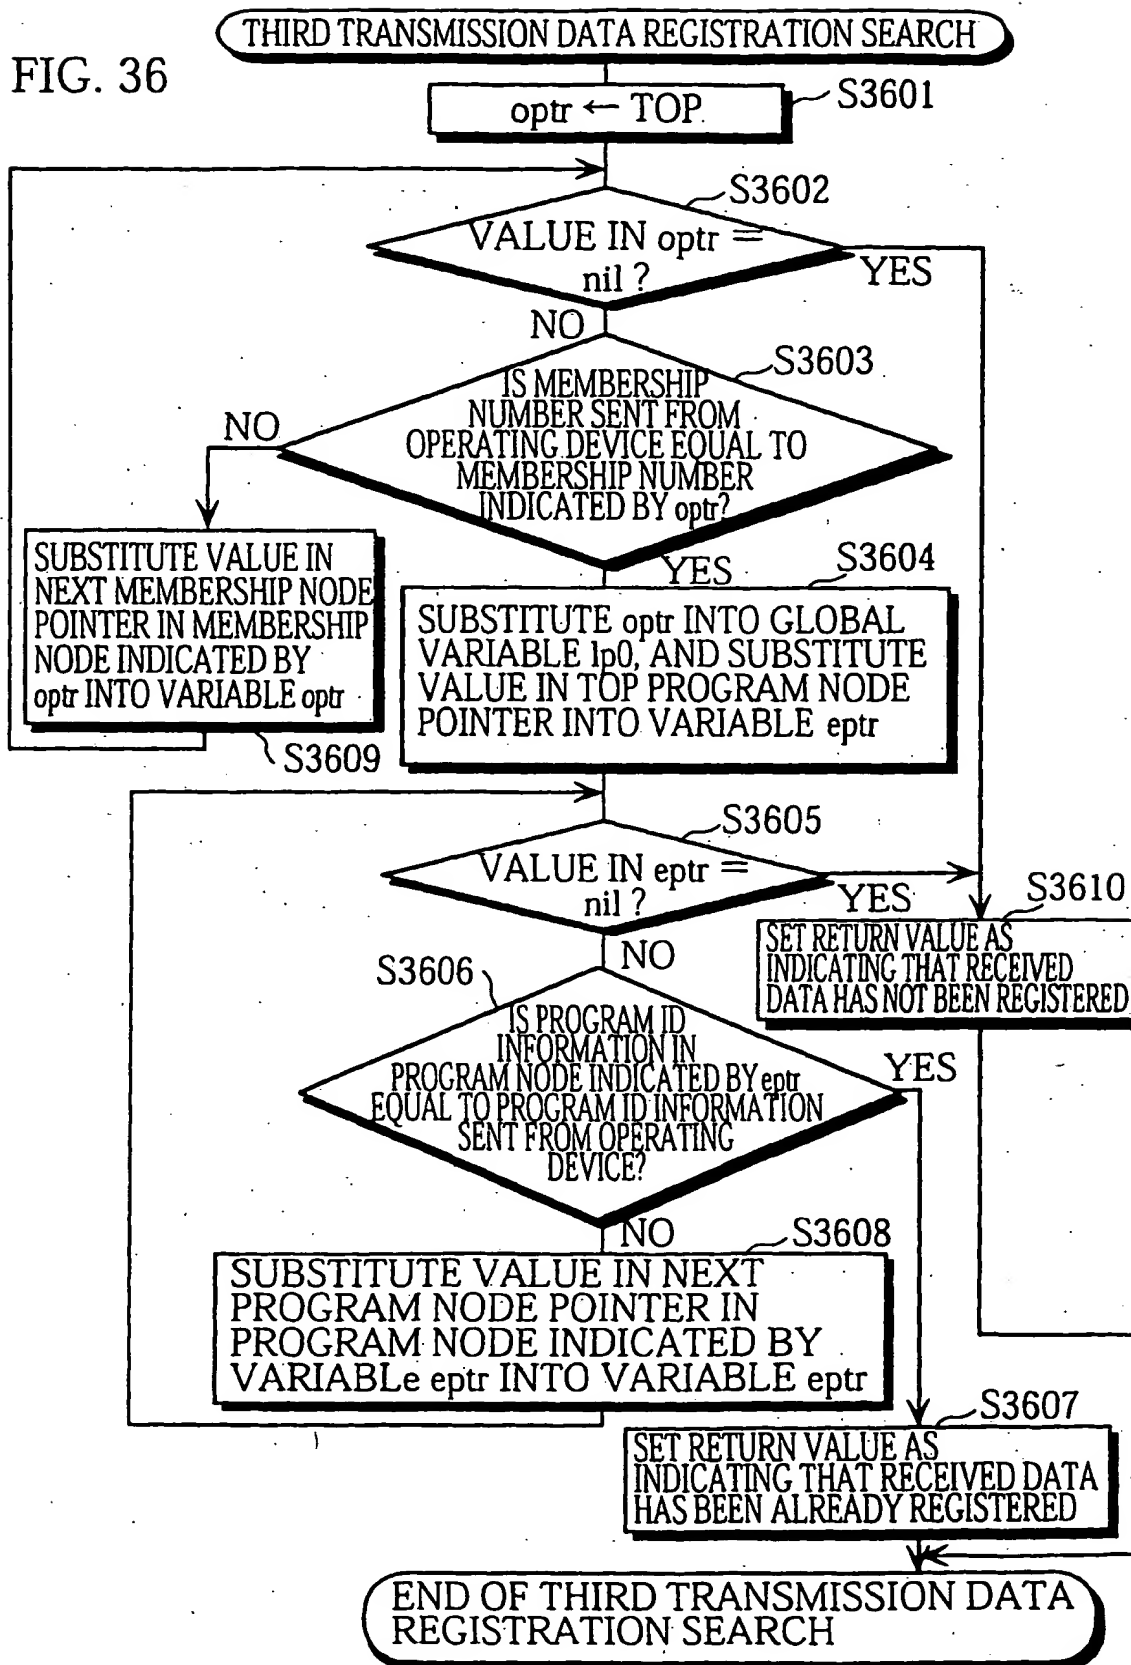 THIRD TRANSMISSION DATA REGISTRATION SEARCH
FIG. 36
optr ← TOP
S3601
S3602
VALUE IN optr =
nil ?
YES
NO
S3603
IS MEMBERSHIP
NUMBER SENT FROM
OPERATING DEVICE EQUAL TO
MEMBERSHIP NUMBER
INDICATED BY optr?
NO
YES
SUBSTITUTE VALUE IN
NEXT MEMBERSHIP NODE
POINTER IN MEMBERSHIP
NODE INDICATED BY
optr INTO VARIABLE optr
S3609
S3604
SUBSTITUTE optr INTO GLOBAL
VARIABLE lp0, AND SUBSTITUTE
VALUE IN TOP PROGRAM NODE
POINTER INTO VARIABLE eptr
S3605
VALUE IN eptr =
nil ?
YES
NO
S3610
SET RETURN VALUE AS
INDICATING THAT RECEIVED
DATA HAS NOT BEEN REGISTERED
S3606
IS PROGRAM ID
INFORMATION IN
PROGRAM NODE INDICATED BY eptr
EQUAL TO PROGRAM ID INFORMATION
SENT FROM OPERATING
DEVICE?
YES
NO
S3608
SUBSTITUTE VALUE IN NEXT
PROGRAM NODE POINTER IN
PROGRAM NODE INDICATED BY
VARIABLe eptr INTO VARIABLE eptr
S3607
SET RETURN VALUE AS
INDICATING THAT RECEIVED DATA
HAS BEEN ALREADY REGISTERED
END OF THIRD TRANSMISSION DATA
REGISTRATION SEARCH